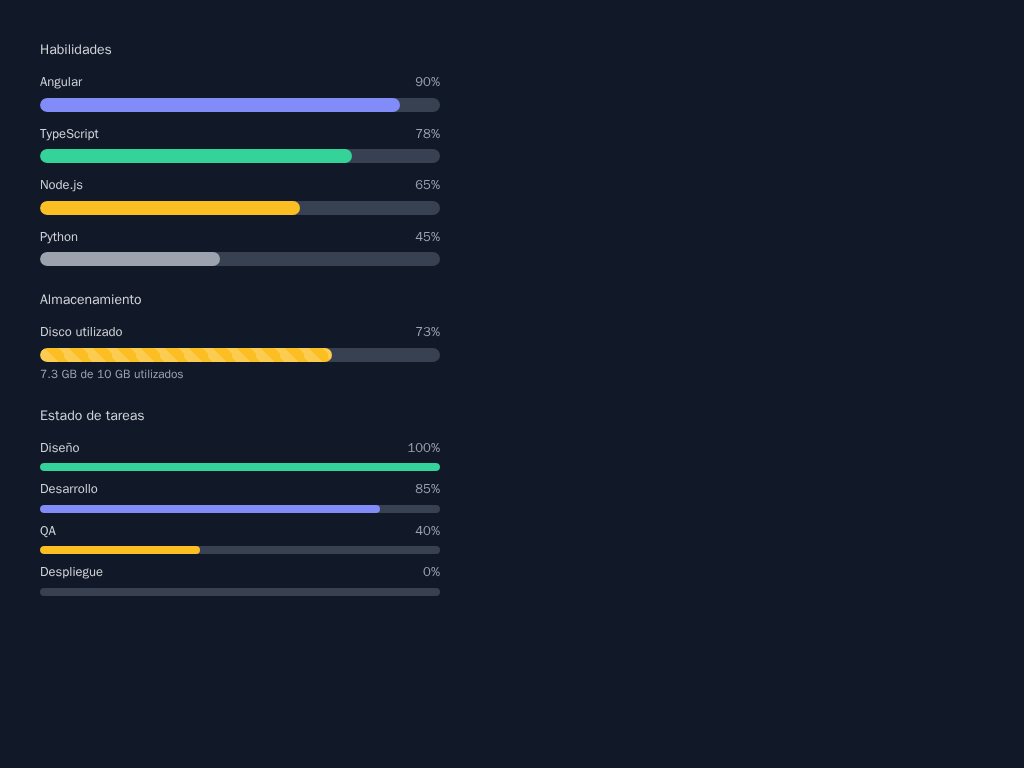 Habilidades
Angular 90%
TypeScript 78%
Node.js 65%
Python 45%
Almacenamiento
Disco utilizado 73%
7.3 GB de 10 GB utilizados
Estado de tareas
Diseño 100%
Desarrollo 85%
QA 40%
Despliegue 0%